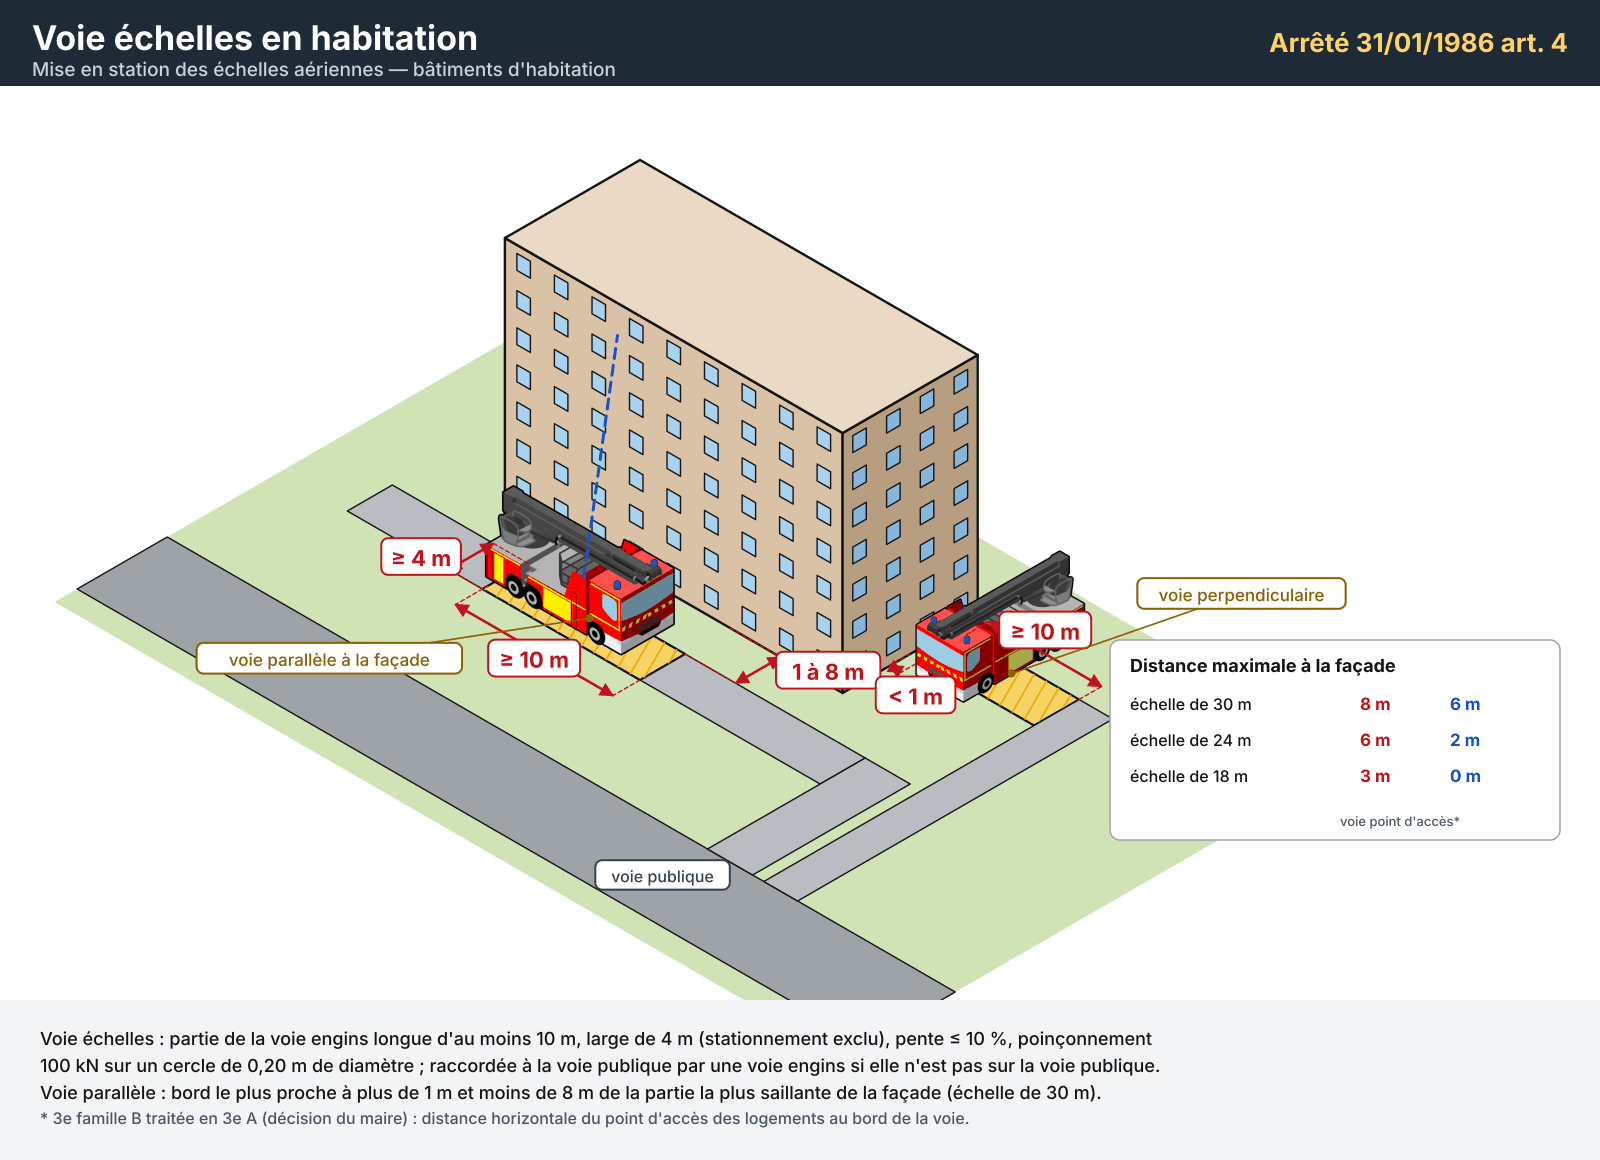 Voie échelles en habitation
Mise en station des échelles aériennes — bâtiments d'habitation
Arrêté 31/01/1986 art. 4
≥ 4 m
voie parallèle à la façade
≥ 10 m
1 à 8 m
< 1 m
≥ 10 m
voie perpendiculaire
voie publique
Distance maximale à la façade
échelle de 30 m 8 m 6 m
échelle de 24 m 6 m 2 m
échelle de 18 m 3 m 0 m
voie point d'accès*
Voie échelles : partie de la voie engins longue d'au moins 10 m, large de 4 m (stationnement exclu), pente ≤ 10 %, poinçonnement
100 kN sur un cercle de 0,20 m de diamètre ; raccordée à la voie publique par une voie engins si elle n'est pas sur la voie publique.
Voie parallèle : bord le plus proche à plus de 1 m et moins de 8 m de la partie la plus saillante de la façade (échelle de 30 m).
* 3e famille B traitée en 3e A (décision du maire) : distance horizontale du point d'accès des logements au bord de la voie.